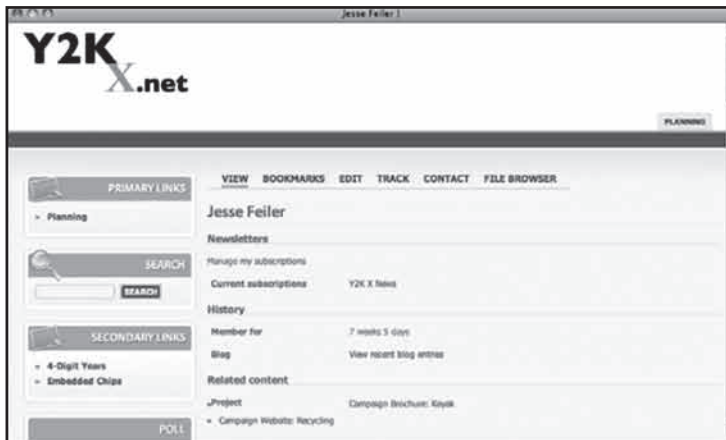 Jesse Feiler |
Y2K
X.net
PLANNING
PRIMARY LINKS
» Planning
SEARCH
SEARCH
SECONDARY LINKS
» 4-Digit Years
» Embedded Chips
POLL
VIEW BOOKMARKS EDIT TRACK CONTACT FILE BROWSER
Jesse Feiler
Newsletters
Manage my subscriptions
Current subscriptions Y2K X News
History
Member for 7 weeks 5 days
Blog View recent blog entries
Related content
Project Campaign Brochure: Kayak
» Campaign Website: Recycling